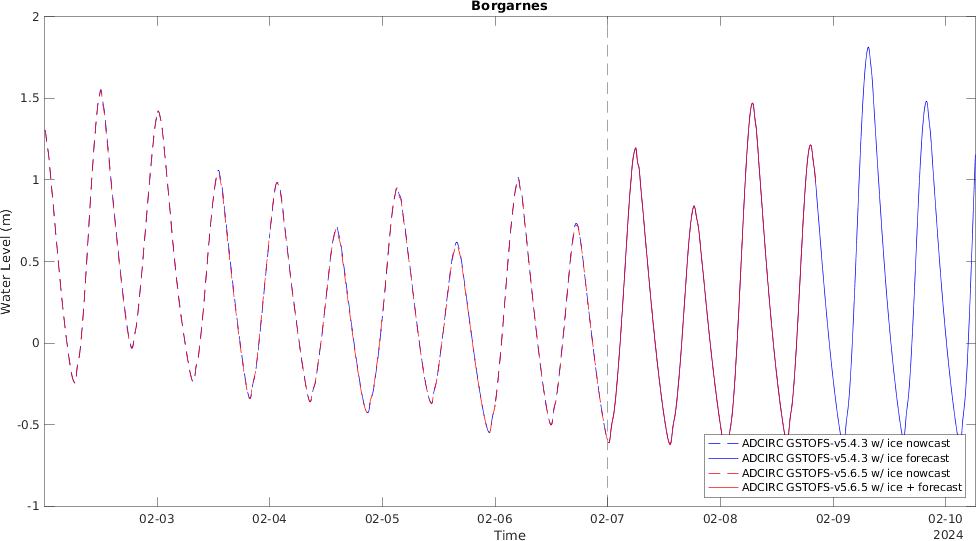 Borgarnes
2
1.5
1
0.5
0
-0.5
-1
Water Level (m)
ADCIRC GSTOFS-v5.4.3 w/ ice nowcast
ADCIRC GSTOFS-v5.4.3 w/ ice forecast
ADCIRC GSTOFS-v5.6.5 w/ ice nowcast
ADCIRC GSTOFS-v5.6.5 w/ ice + forecast
02-03 02-04 02-05 02-06 02-07 02-08 02-09 02-10
Time
2024